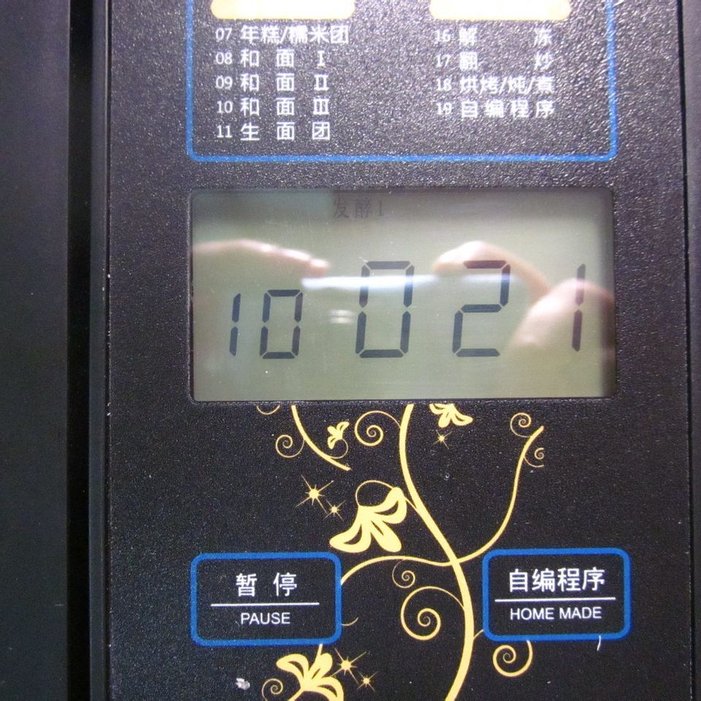 07 年糕/糯米团
08 和面 I
09 和面 II
10 和面 III
11 生面团
16 解冻
17 翻炒
18 烘烤/炖/煮
19 自编程序
发酵1
10 021
暂停
PAUSE
自编程序
HOME MADE